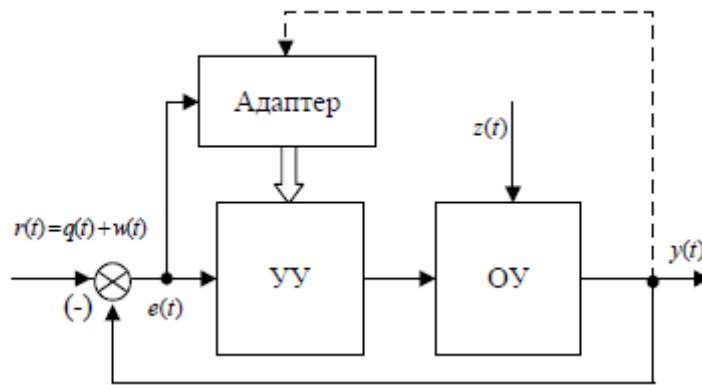 Адаптер
z(t)
r(t)=q(t)+w(t)
УУ
ОУ
y(t)
(-)
e(t)